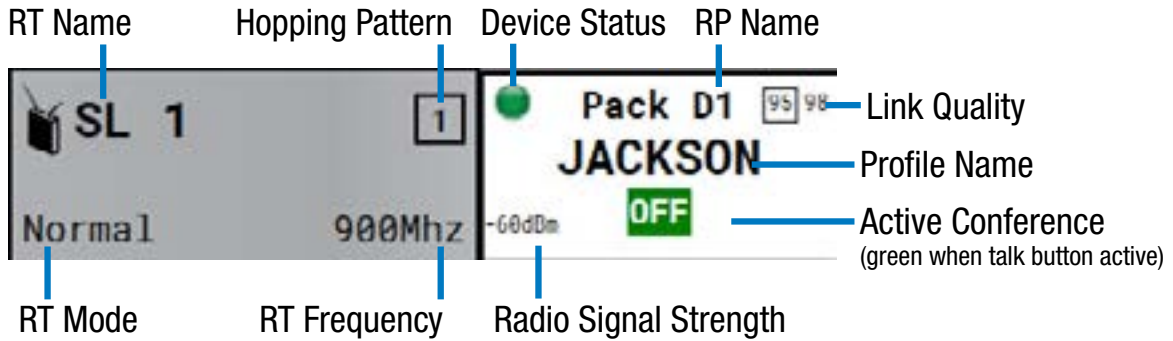 RT Name Hopping Pattern Device Status RP Name
SL 1 1 Pack D1 95 98 Link Quality
JACKSON Profile Name
OFF Active Conference
(green when talk button active)
Normal 900Mhz -60dBm
RT Mode RT Frequency Radio Signal Strength